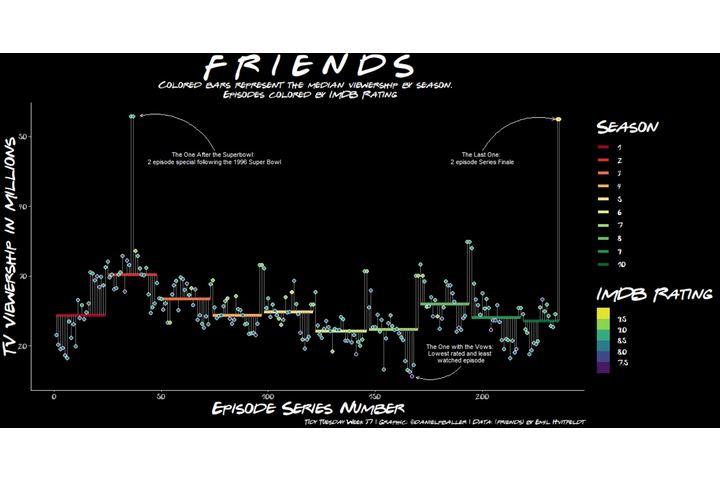 FRIENDS
COLORED BARS REPRESENT THE MEDIAN VIEWERSHIP BY SEASON.
EPISODES COLORED BY IMDB RATING
TV VIEWERSHIP IN MILLIONS
50
40
30
20
The One After the Superbowl:
2 episode special following the 1996 Super Bowl
The Last One:
2 episode Series Finale
The One with the Vows:
Lowest rated and least
watched episode
0
50
100
150
200
EPISODE SERIES NUMBER
SEASON
1
2
3
4
5
6
7
8
9
10
IMDB RATING
9.5
9.0
8.5
8.0
7.5
TIDY TUESDAY WEEK 37 | GRAPHIC: @DANIELPBALLER | DATA: {FRIENDS} BY EMIL HVITFELDT